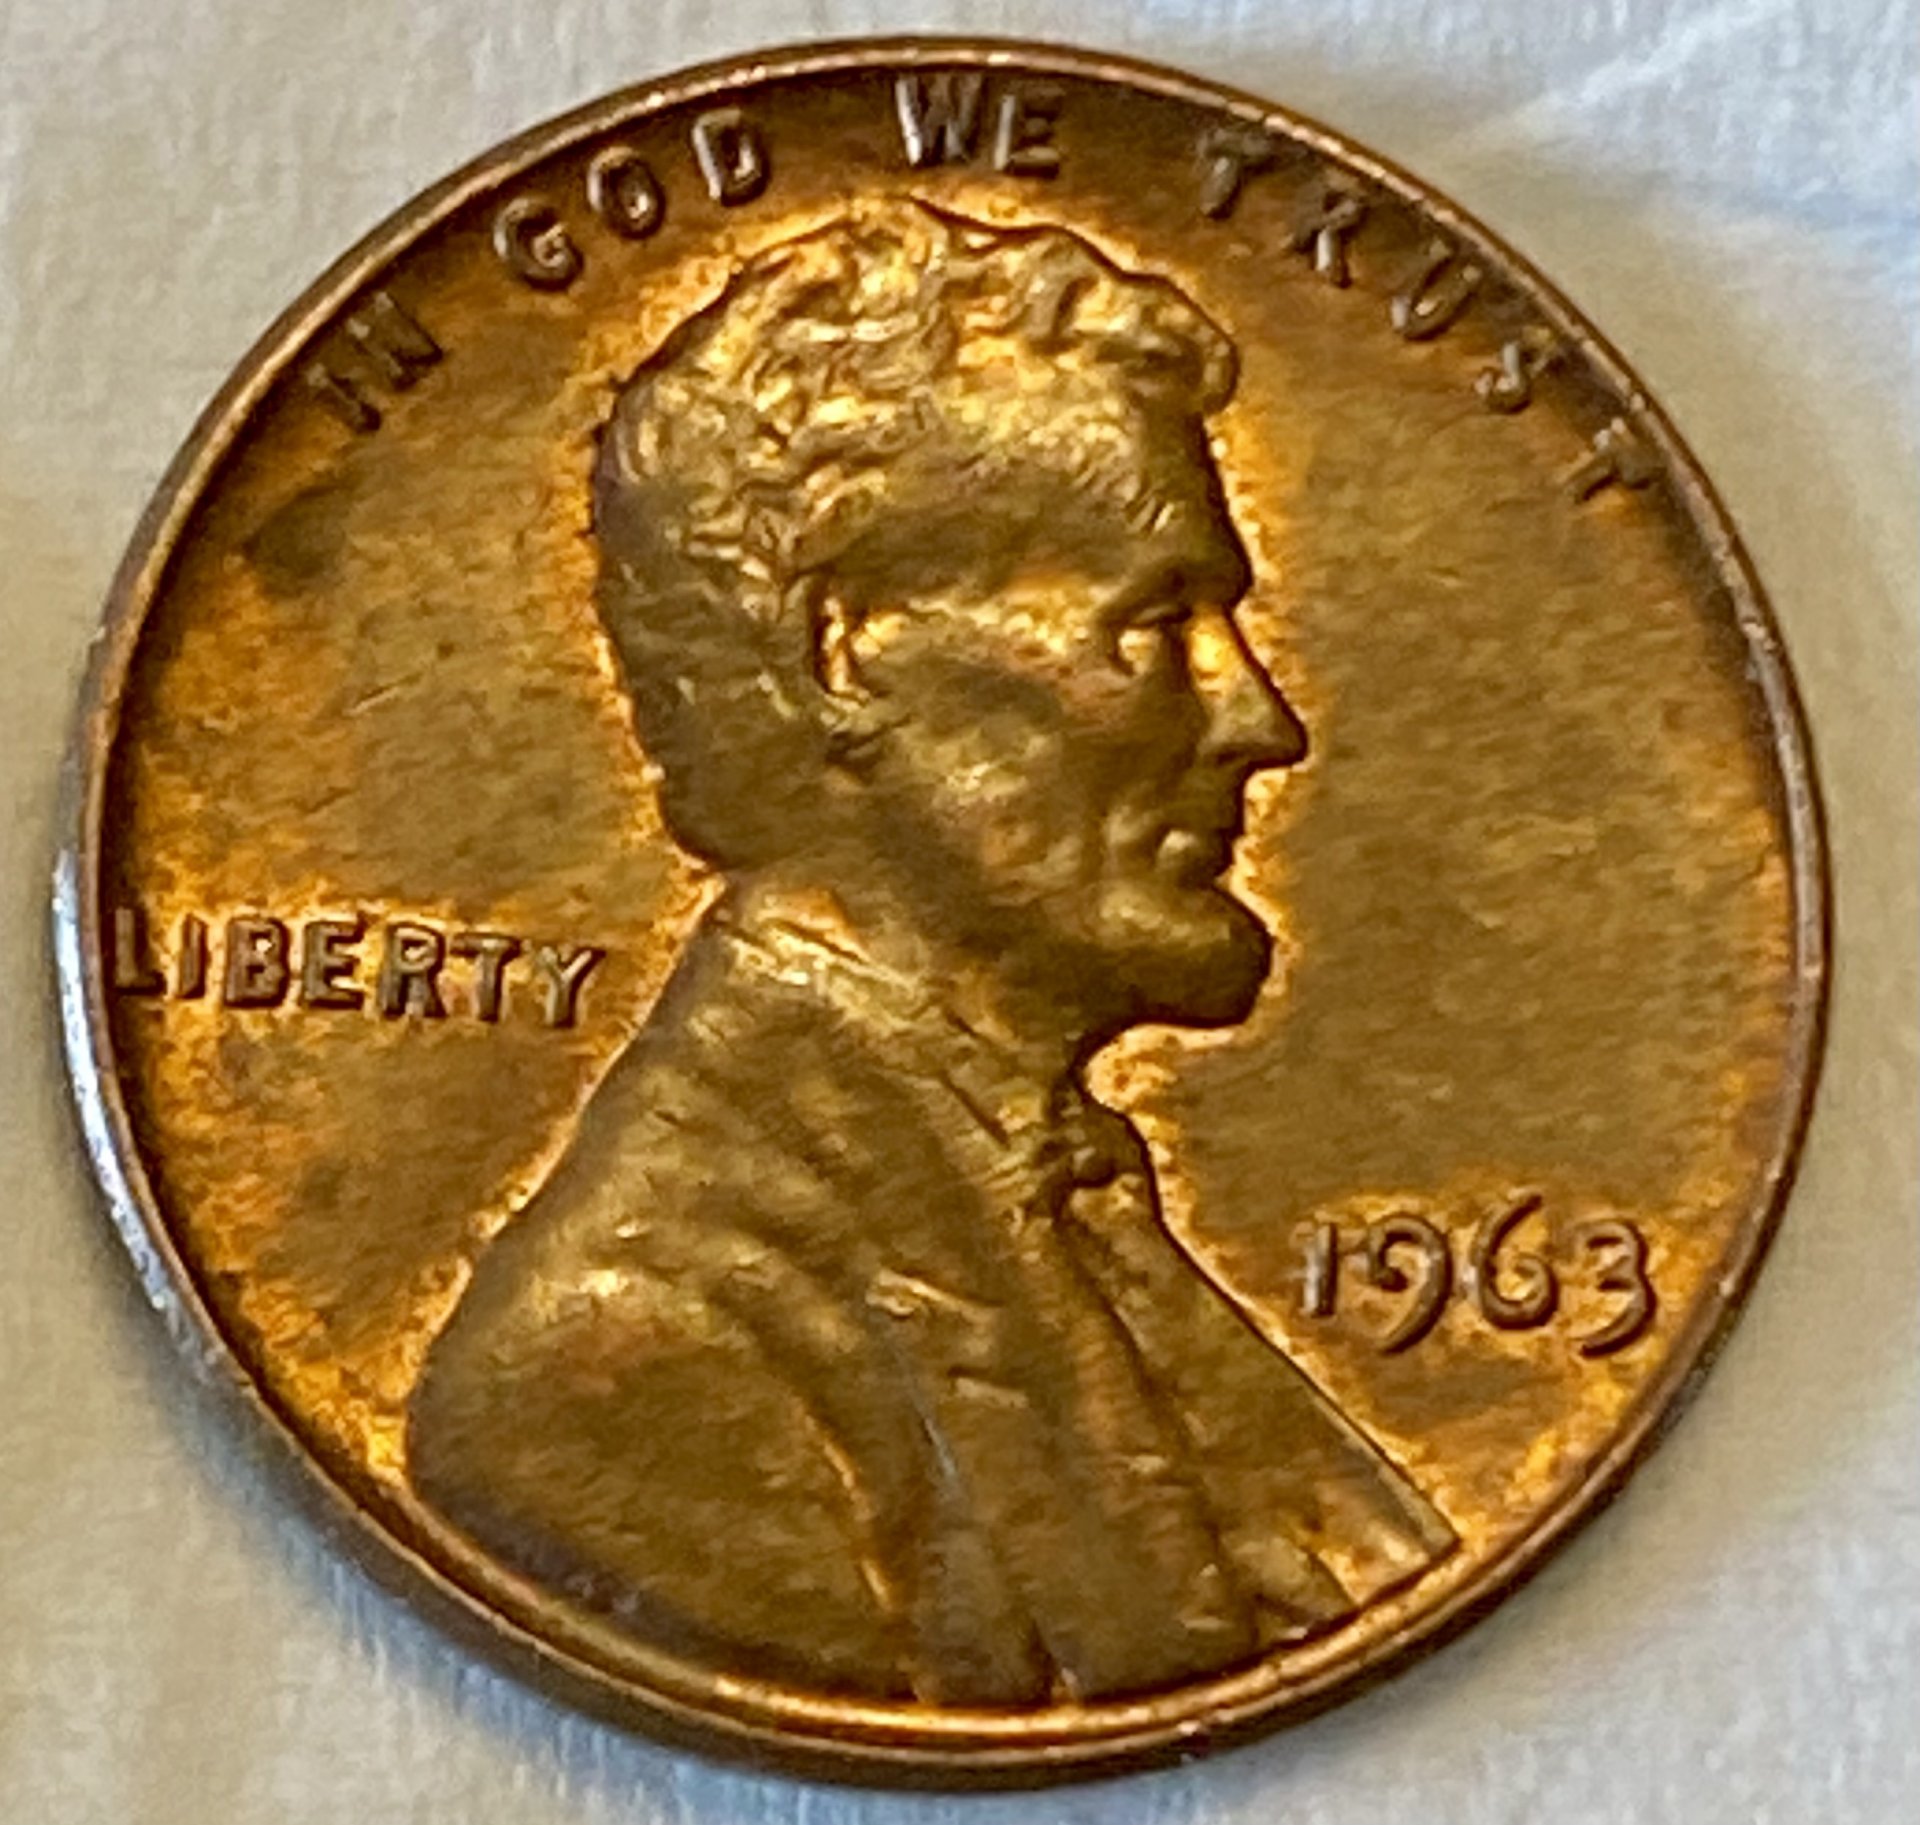 IN GOD WE TRUST
LIBERTY
1963